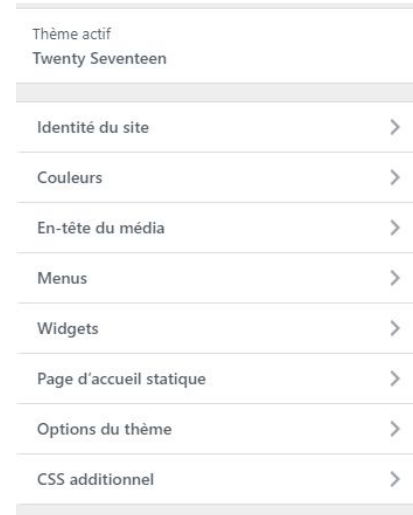 Thème actif
Twenty Seventeen
Identité du site
Couleurs
En-tête du média
Menus
Widgets
Page d’accueil statique
Options du thème
CSS additionnel